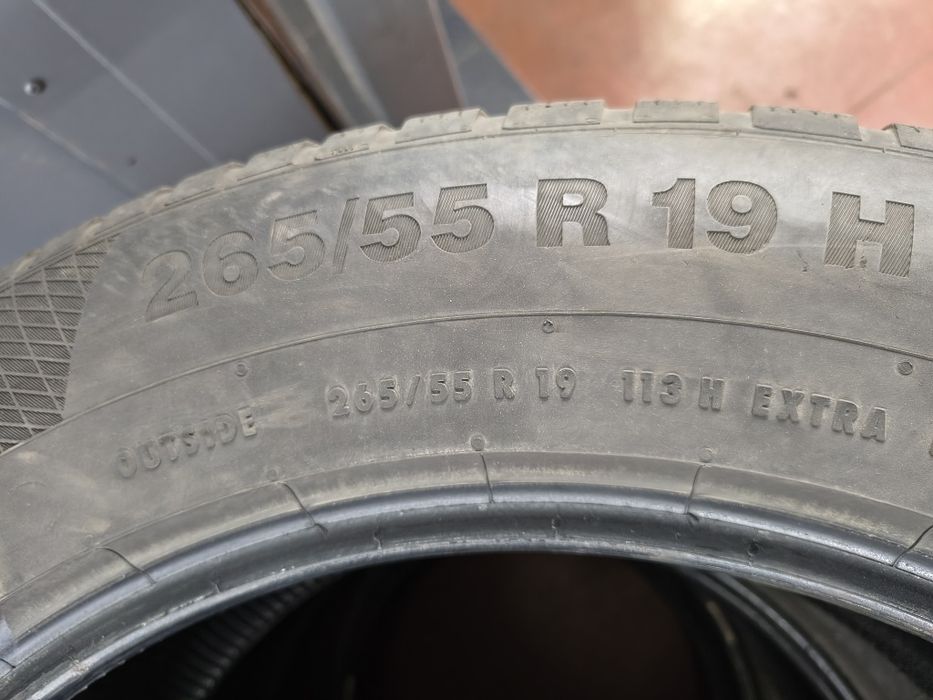 265/55 R 19 H
OUTSIDE 265/55 R 19 113 H EXTRA